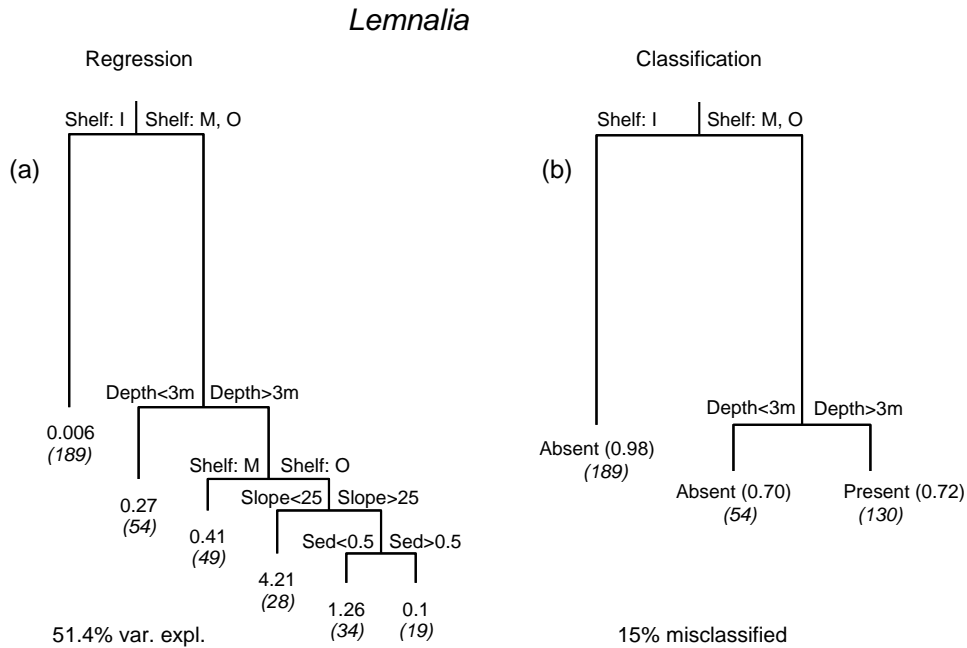 Lemnalia
Regression
Classification
Shelf: I
Shelf: M, O
(a)
Depth<3m
Depth>3m
0.006
(189)
Shelf: M
Shelf: O
0.27
(54)
Slope<25
Slope>25
0.41
(49)
Sed<0.5
Sed>0.5
4.21
(28)
1.26
(34)
0.1
(19)
51.4% var. expl.
Shelf: I
Shelf: M, O
(b)
Depth<3m
Depth>3m
Absent (0.98)
(189)
Absent (0.70)
(54)
Present (0.72)
(130)
15% misclassified